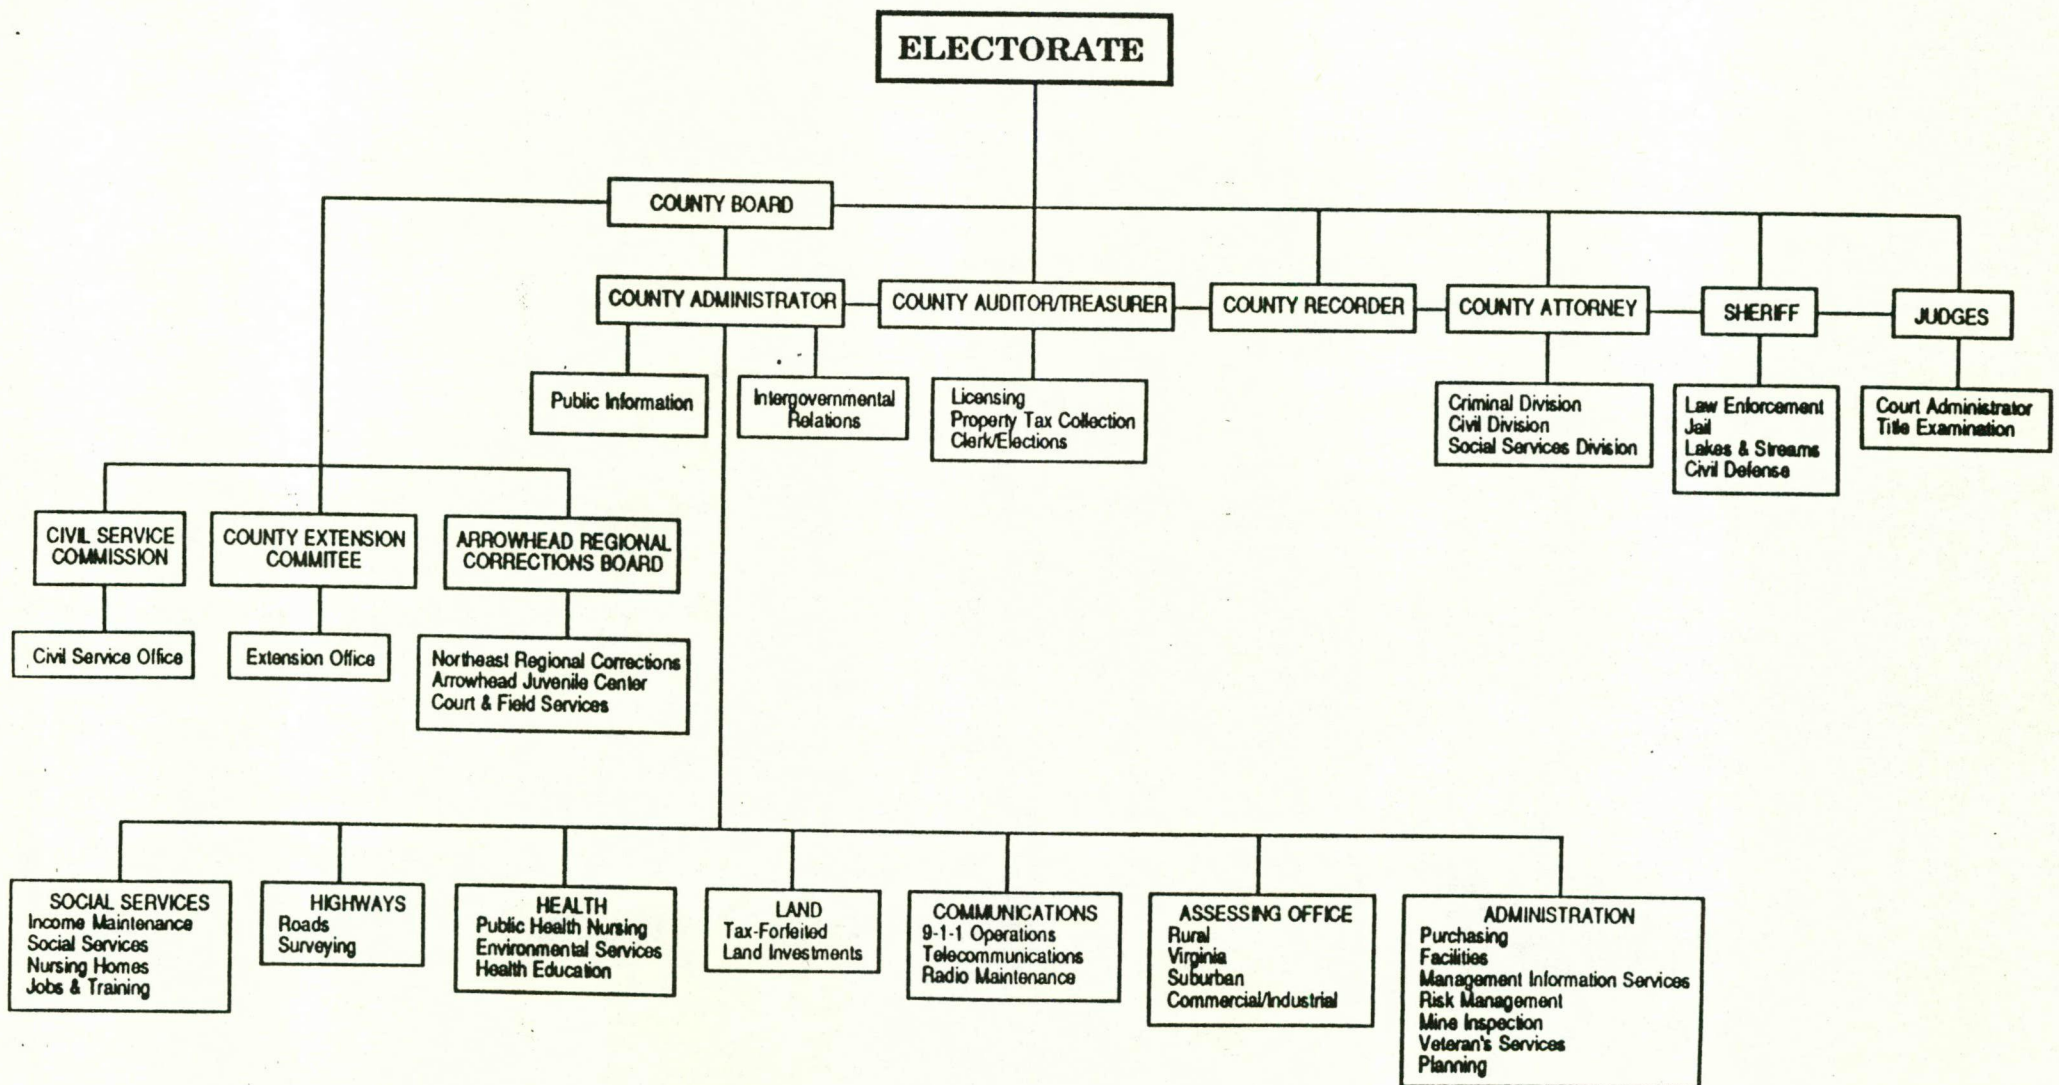 ELECTORATE
COUNTY BOARD
COUNTY ADMINISTRATOR
COUNTY AUDITOR/TREASURER
COUNTY RECORDER
COUNTY ATTORNEY
SHERIFF
JUDGES
Public Information
Intergovernmental
Relations
Licensing
Property Tax Collection
Clerk/Elections
Criminal Division
Civil Division
Social Services Division
Law Enforcement
Jail
Lakes & Streams
Civil Defense
Court Administrator
Title Examination
CIVIL SERVICE
COMMISSION
COUNTY EXTENSION
COMMITEE
ARROWHEAD REGIONAL
CORRECTIONS BOARD
Civil Service Office
Extension Office
Northeast Regional Corrections
Arrowhead Juvenile Center
Court & Field Services
SOCIAL SERVICES
Income Maintenance
Social Services
Nursing Homes
Jobs & Training
HIGHWAYS
Roads
Surveying
HEALTH
Public Health Nursing
Environmental Services
Health Education
LAND
Tax-Forfeited
Land Investments
COMMUNICATIONS
9-1-1 Operations
Telecommunications
Radio Maintenance
ASSESSING OFFICE
Rural
Virginia
Suburban
Commercial/Industrial
ADMINISTRATION
Purchasing
Facilities
Management Information Services
Risk Management
Mine Inspection
Veteran's Services
Planning